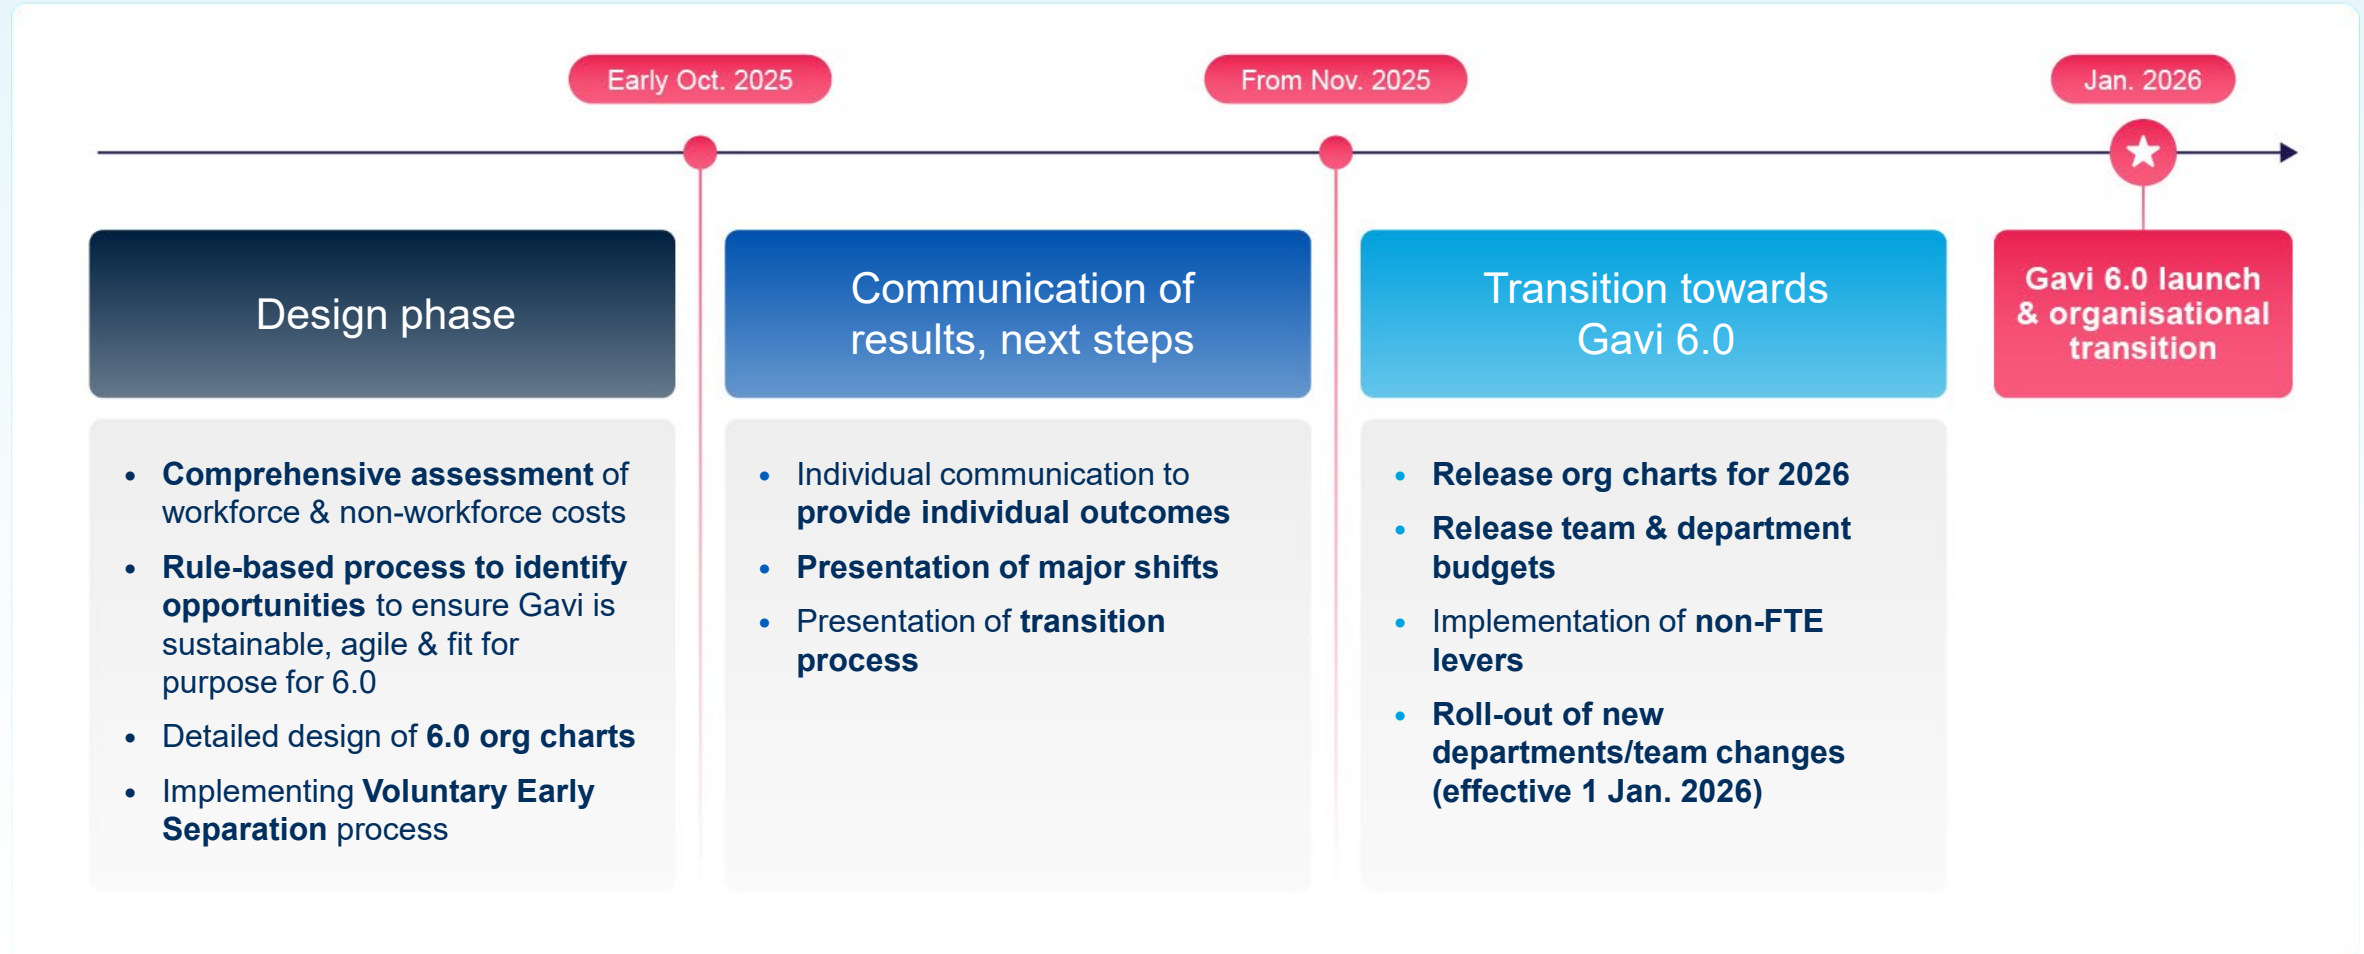 Early Oct. 2025
From Nov. 2025
Jan. 2026
Design phase
Communication of
results, next steps
Transition towards
Gavi 6.0
Gavi 6.0 launch
& organisational
transition
• Comprehensive assessment of
workforce & non-workforce costs
• Rule-based process to identify
opportunities to ensure Gavi is
sustainable, agile & fit for
purpose for 6.0
• Detailed design of 6.0 org charts
• Implementing Voluntary Early
Separation process
• Individual communication to
provide individual outcomes
• Presentation of major shifts
• Presentation of transition
process
• Release org charts for 2026
• Release team & department
budgets
• Implementation of non-FTE
levers
• Roll-out of new
departments/team changes
(effective 1 Jan. 2026)